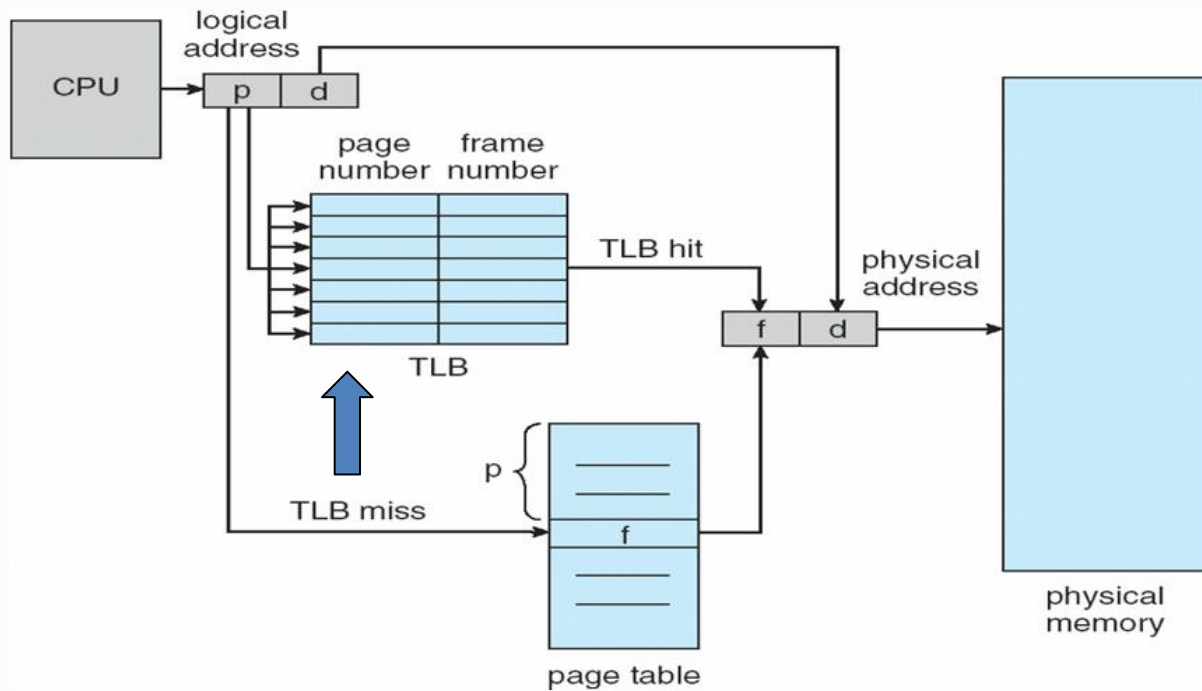 logical
address
CPU
p d
page
number
frame
number
TLB hit
physical
address
f d
TLB
p
TLB miss
f
physical
memory
page table